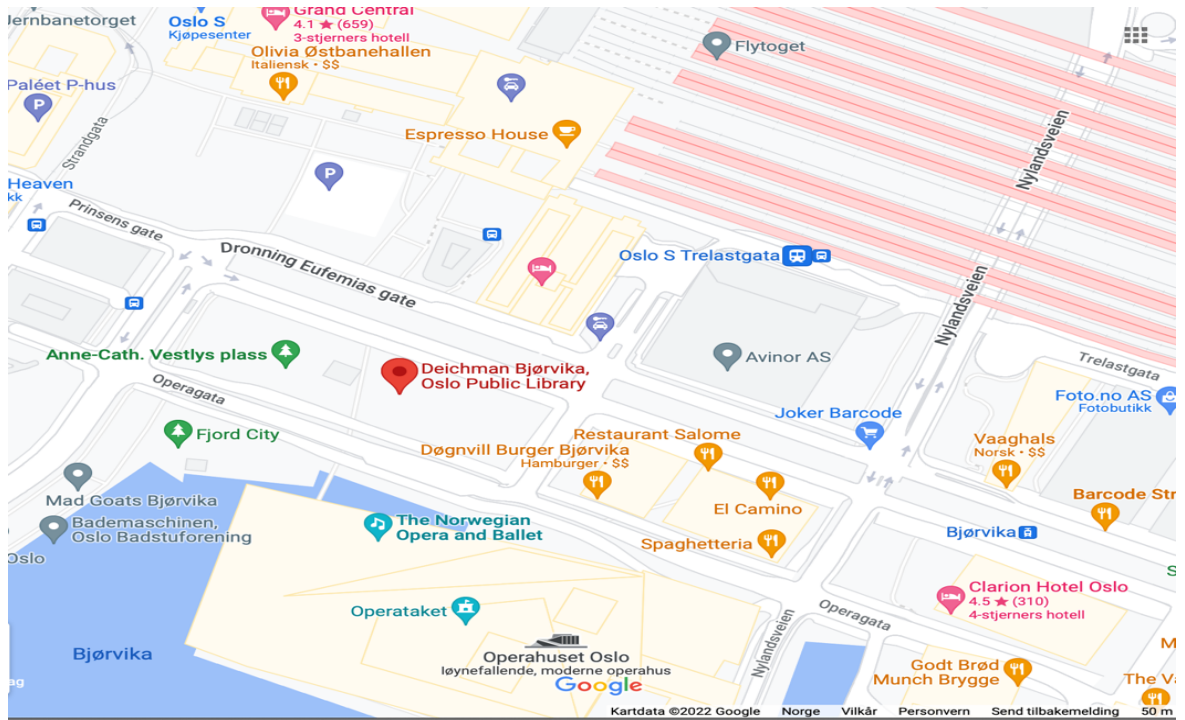 Jernbanetorget
Oslo S
Kjøpesenter
Grand Central
4.1 ★ (659)
3-stjerners hotell
Olivia Østbanehallen
Italiensk • $$
Flytoget
Paléet P-hus
P
Espresso House
Strandgata
P
Nylandsveien
Heaven
kk
Prinsens gate
Dronning Eufemias gate
Oslo S Trelastgata
Nylandsveien
Anne-Cath. Vestlys plass
Deichman Bjørvika,
Oslo Public Library
Avinor AS
Trelastgata
Operagata
Foto.no AS
Fotobutikk
Joker Barcode
Fjord City
Restaurant Salome
Døgnvill Burger Bjørvika
Hamburger • $$
Vaaghals
Norsk • $$
Mad Goats Bjørvika
El Camino
Barcode Str
Bademaschinen,
Oslo Badstuforening
The Norwegian
Opera and Ballet
Spaghetteria
Bjørvika
Oslo
S
Clarion Hotel Oslo
4.5 ★ (310)
4-stjerners hotell
Operataket
Operagata
Nylandsveien
Bjørvika
Operahuset Oslo
Iøynefallende, moderne operahus
Google
M
Godt Brød
Munch Brygge
The Va
ag
Kartdata ©2022 Google Norge Vilkår Personvern Send tilbakemelding 50 m